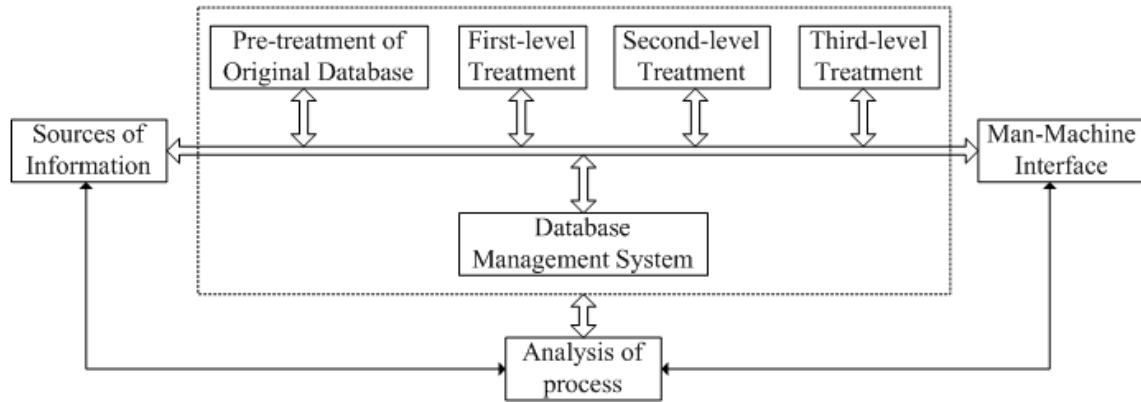 Pre-treatment of
Original Database
First-level
Treatment
Second-level
Treatment
Third-level
Treatment
Sources of
Information
Man-Machine
Interface
Database
Management System
Analysis of
process